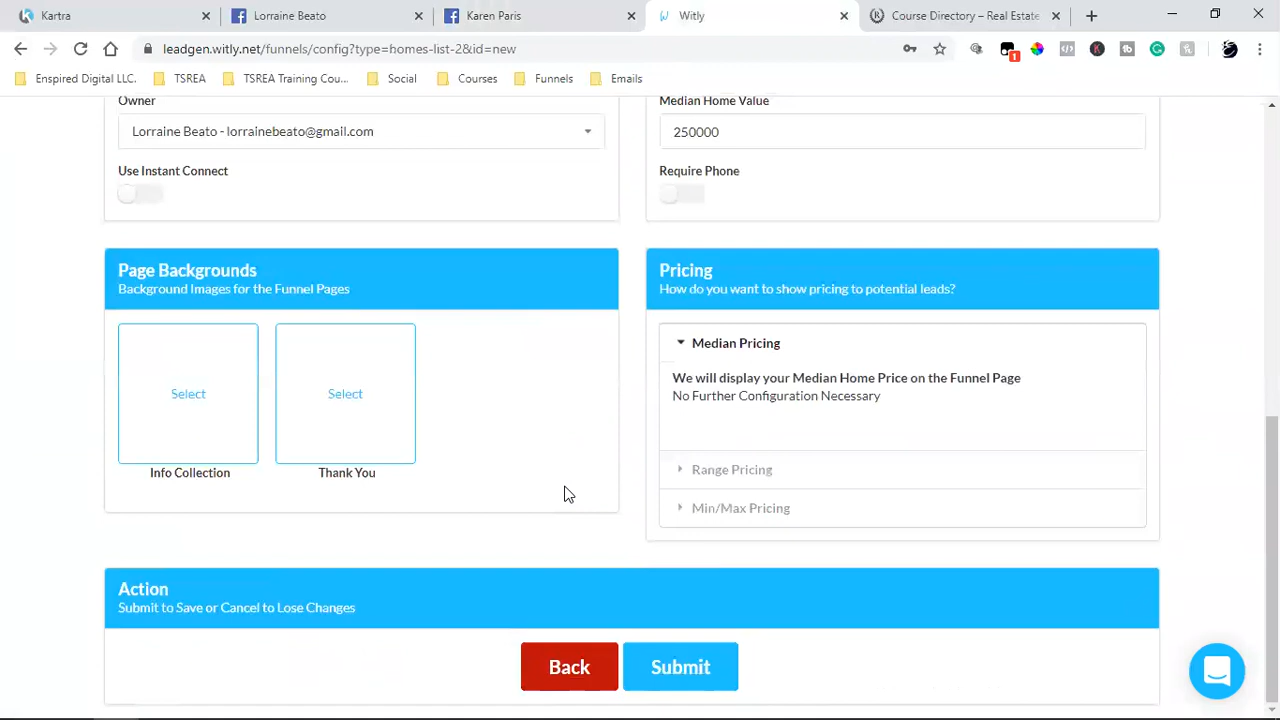 Kartra
Lorraine Beato
Karen Paris
Witly
Course Directory – Real Estate
leadgen.witly.net/funnels/config?type=homes-list-2&id=new
1
Enspired Digital LLC.
TSREA
TSREA Training Cou...
Social
Courses
Funnels
Emails
Owner
Lorraine Beato - lorrainebeato@gmail.com
Use Instant Connect
Median Home Value
250000
Require Phone
Page Backgrounds
Background Images for the Funnel Pages
Select
Select
Info Collection
Thank You
Pricing
How do you want to show pricing to potential leads?
Median Pricing
We will display your Median Home Price on the Funnel Page
No Further Configuration Necessary
Range Pricing
Min/Max Pricing
Action
Submit to Save or Cancel to Lose Changes
Back
Submit